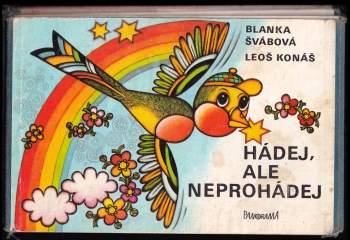 BLANKA
ŠVÁBOVÁ
LEOŠ KONÁŠ
HÁDEJ,
ALE
NEPROHÁDEJ
PANORAMA